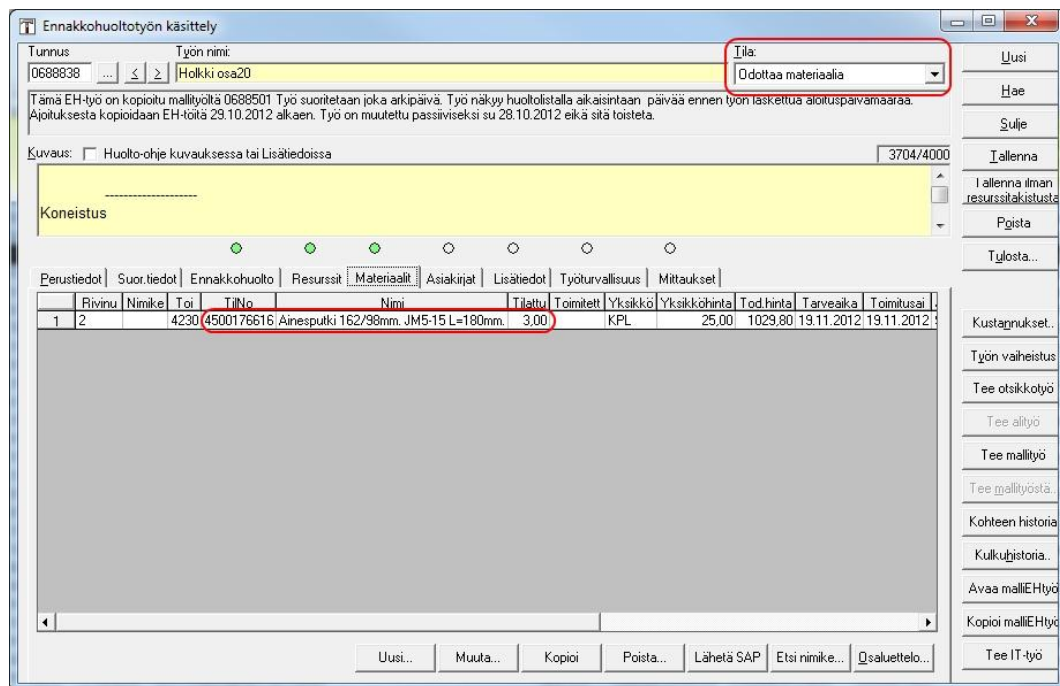 Ennakkohuoltotyön käsittely
Tunnus Työn nimi: Tila:
0688838 ... < > Holkki osa20 Odottaa materiaalia
Tämä EH-työ on kopioitu mallityöltä 0688501 Työ suoritetaan joka arkipäivä. Työ näkyy huoltolistalla aikaisintaan päivää ennen työn laskettua aloituspäivämäärää.
Ajoituksesta kopioidaan EH-töitä 29.10.2012 alkaen. Työ on muutettu passiiviseksi su 28.10.2012 eikä sitä toisteta.
Kuvaus: Huolto-ohje kuvauksessa tai Lisätiedoissa 3704/4000
--------------------
Koneistus
Perustiedot Suor.tiedot Ennakkohuolto Resurssit Materiaalit Asiakirjat Lisätiedot Työturvallisuus Mittaukset
Rivinu Nimike Toi TilNo Nimi Tilattu Toimitett Yksikkö Yksikköhinta Tod.hinta Tarveaika Toimitusai
1 2 4230 4500176616 Ainesputki 162/98mm. JM5-15 L=180mm. 3,00 KPL 25,00 1029,80 19.11.2012 19.11.2012
Uusi... Muuta... Kopioi Poista... Lähetä SAP Etsi nimike... Osaluettelo...
Uusi
Hae
Sulje
Tallenna
Tallenna ilman
resurssitakistusta
Poista
Tulosta...
Kustannukset..
Työn vaiheistus
Tee otsikkotyö
Tee alityö
Tee mallityö
Tee mallityöstä..
Kohteen historia
Kulkuhistoria..
Avaa malliEHtyö
Kopioi malliEHtyö
Tee IT-työ